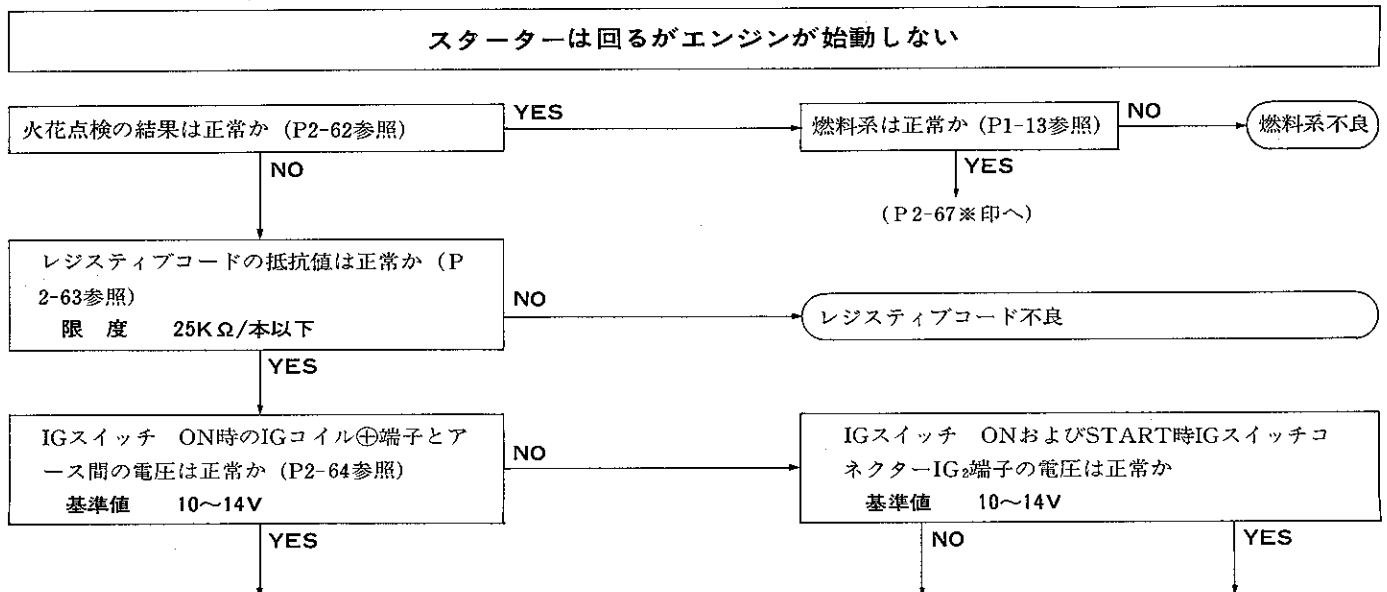 スターターは回るがエンジンが始動しない
火花点検の結果は正常か (P2-62参照)
YES
燃料系は正常か (P1-13参照)
NO
燃料系不良
NO
YES
(P2-67※印へ)
レジスティブコードの抵抗値は正常か (P
2-63参照)
限 度 25KΩ/本以下
NO
レジスティブコード不良
YES
IGスイッチ ON時のIGコイル⊕端子とア
ース間の電圧は正常か (P2-64参照)
基準値 10～14V
NO
IGスイッチ ONおよびSTART時IGスイッチコ
ネクターIG₂端子の電圧は正常か
基準値 10～14V
YES
NO
YES